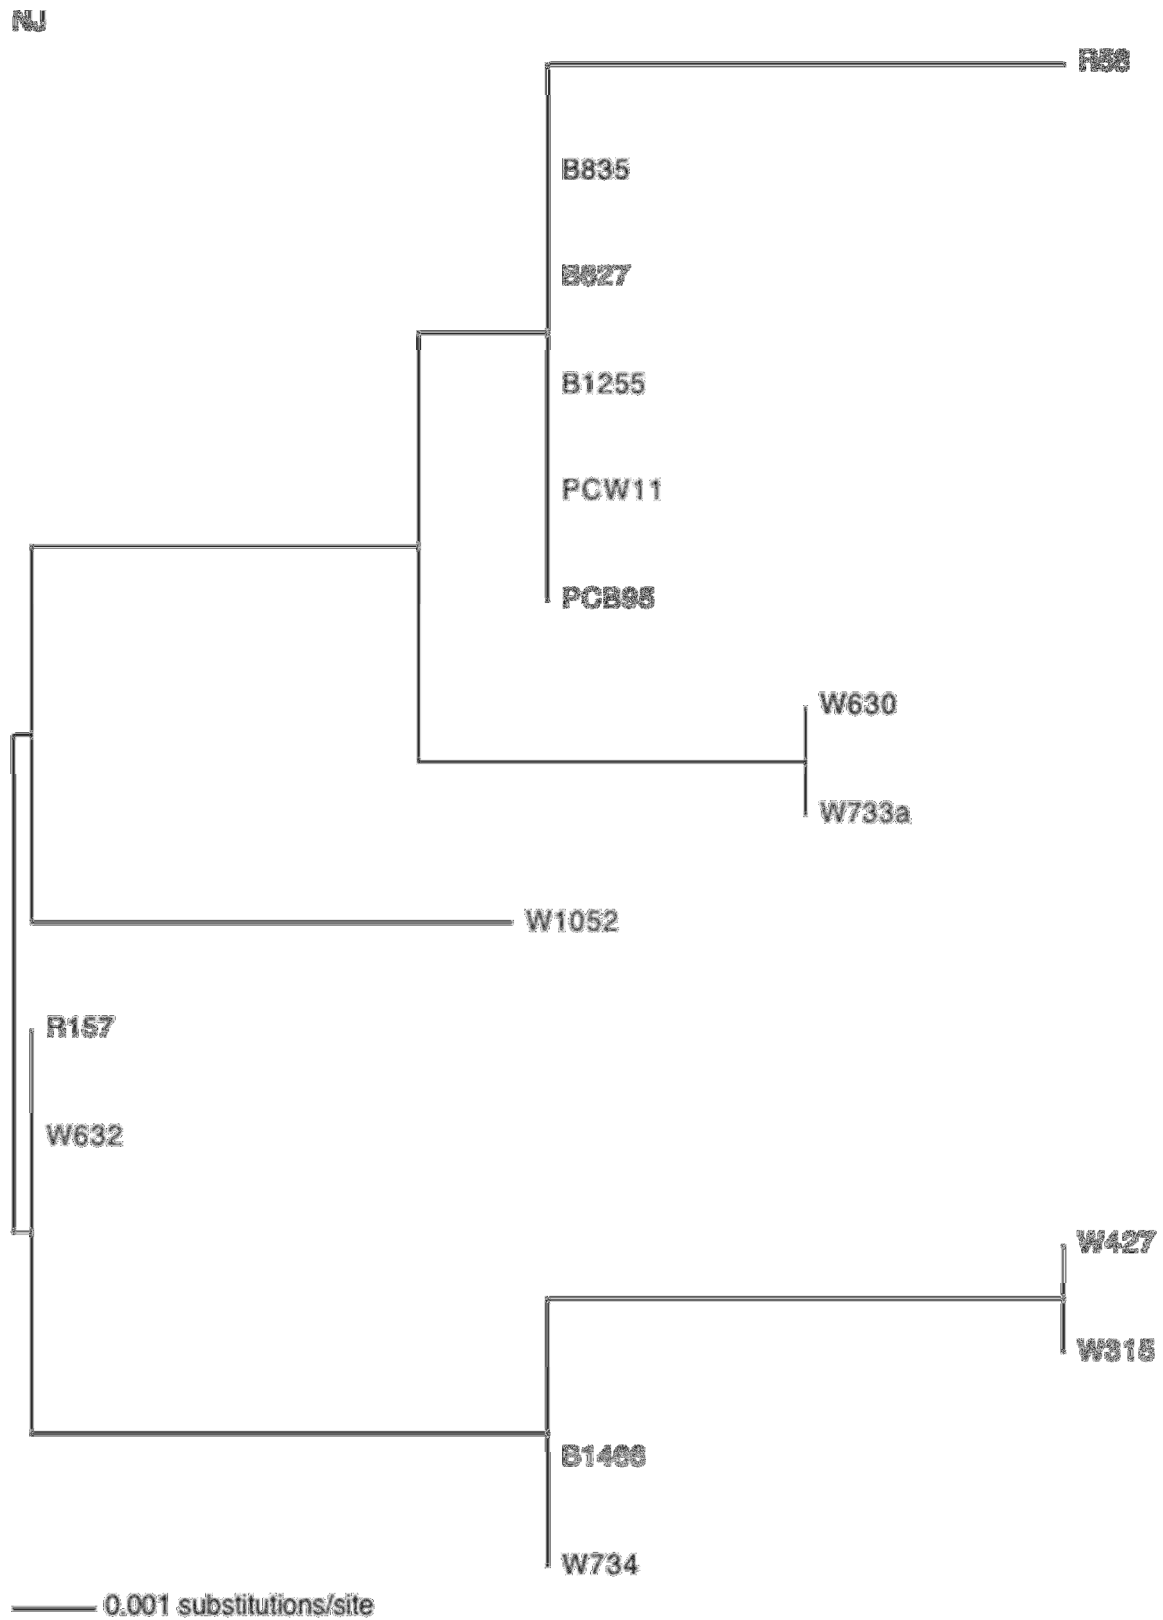 NJ
R58
B835
B627
B1255
PCW11
PCB95
W630
W733a
W1052
R157
W632
W427
W315
B1466
W734
0.001 substitutions/site